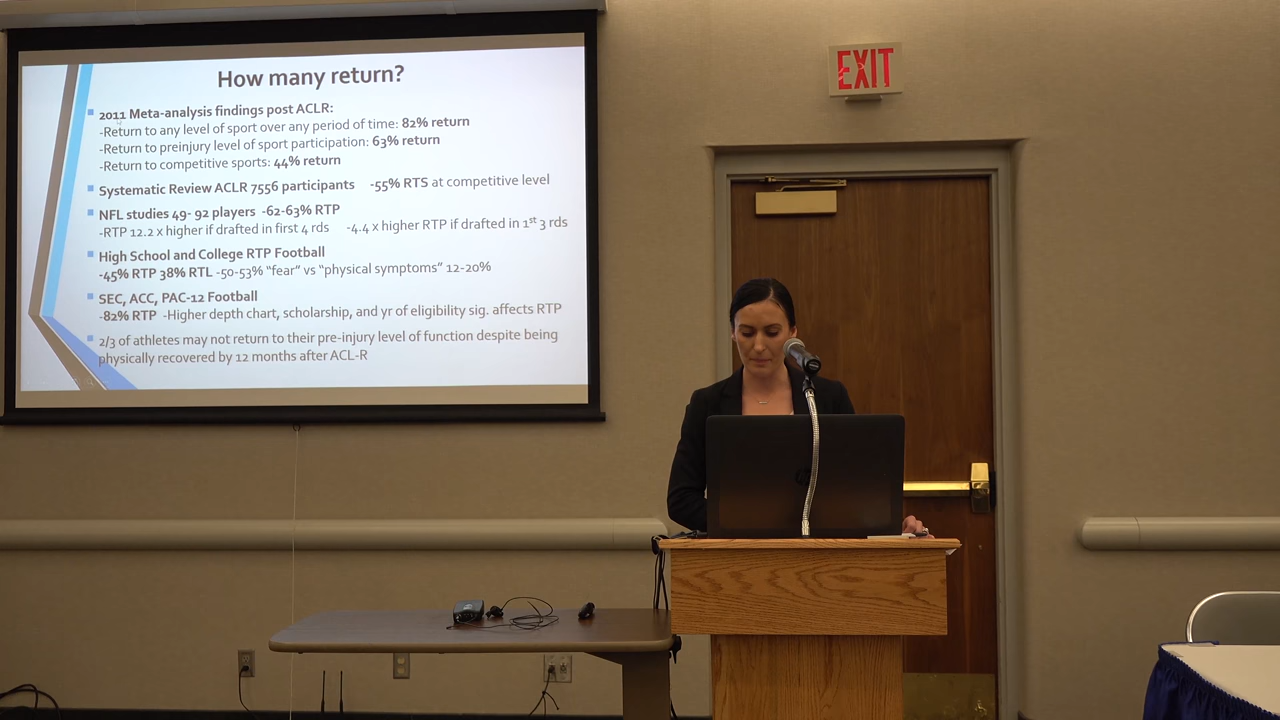 How many return?
2011 Meta-analysis findings post ACLR:
-Return to any level of sport over any period of time: 82% return
-Return to preinjury level of sport participation: 63% return
-Return to competitive sports: 44% return
Systematic Review ACLR 7556 participants -55% RTS at competitive level
NFL studies 49- 92 players -62-63% RTP
-RTP 12.2 x higher if drafted in first 4 rds -4.4 x higher RTP if drafted in 1st 3 rds
High School and College RTP Football
-45% RTP 38% RTL -50-53% "fear" vs "physical symptoms" 12-20%
SEC, ACC, PAC-12 Football
-82% RTP -Higher depth chart, scholarship, and yr of eligibility sig. affects RTP
2/3 of athletes may not return to their pre-injury level of function despite being
physically recovered by 12 months after ACL-R
EXIT